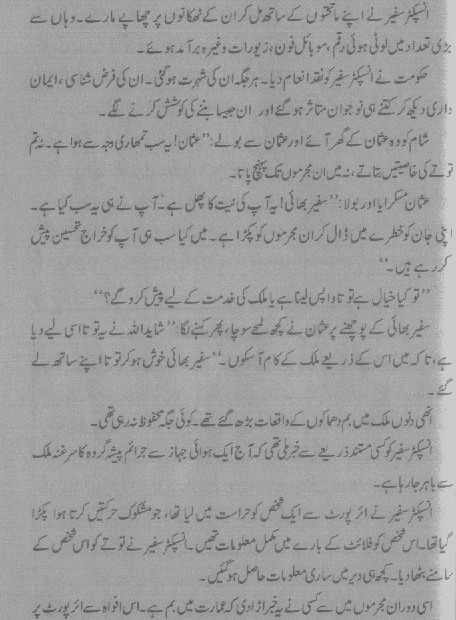 انسپکٹر سفیر نے اپنے ماتحتوں کے ساتھ مل کر ان کے ٹھکانوں پر چھاپے مارے۔ وہاں سے
بڑی تعداد میں لوٹی ہوئی رقم، موبائل فون، زیورات وغیرہ برآمد ہوئے۔
حکومت نے انسپکٹر سفیر کو نقد انعام دیا۔ ہر جگہ ان کی شہرت ہوگئی۔ ان کی فرض شناسی، ایمان
داری دیکھ کر کتنے ہی نوجوان متاثر ہوگئے اور ان جیسا بننے کی کوشش کرنے لگے۔
شام کو وہ عثمان کے گھر آئے اور عثمان سے بولے: ”عثمان! یہ سب تمھاری وجہ سے ہوا ہے۔ نہ تم
توتے کی خاصیتیں بتاتے، نہ میں ان مجرموں تک پہنچ پاتا۔
عثمان مسکرایا اور بولا: ”سفیر بھائی! یہ آپ کی نیت کا پھل ہے۔ آپ نے ہی یہ سب کیا ہے۔
اپنی جان کو خطرے میں ڈال کر ان مجرموں کو پکڑا ہے۔ میں کیا سب ہی آپ کو خراج تحسین پیش
کر رہے ہیں۔“
”تو کیا خیال ہے توتا واپس لینا ہے یا ملک کی خدمت کے لیے پیش کرو گے؟“
سفیر بھائی کے پوچھنے پر عثمان نے کچھ لمحے سوچا، پھر کہنے لگا: ”شاید اللہ نے یہ توتا اسی لیے دیا
ہے، تاکہ میں اس کے ذریعے ملک کے کام آ سکوں۔“ سفیر بھائی خوش ہو کر توتا اپنے ساتھ لے
گئے۔
انھی دنوں ملک میں بم دھماکوں کے واقعات بڑھ گئے تھے۔ کوئی جگہ محفوظ نہ رہی تھی۔
انسپکٹر سفیر کو کسی مستند ذریعے سے خبر ملی تھی کہ آج ایک ہوائی جہاز سے جرائم پیشہ گروہ کا سرغنہ ملک
سے باہر جا رہا ہے۔
انسپکٹر سفیر نے ائر پورٹ سے ایک شخص کو حراست میں لیا تھا، جو مشکوک حرکتیں کرتا ہوا پکڑا
گیا تھا۔ اس شخص کو فلائٹ کے بارے میں مکمل معلومات تھیں۔ انسپکٹر سفیر نے توتے کو اس شخص کے
سامنے بٹھا دیا۔ کچھ ہی دیر میں ساری معلومات حاصل ہوگئیں۔
اسی دوران مجرموں میں سے کسی نے یہ خبر اڑا دی کہ عمارت میں بم ہے۔ اس افواہ سے ائر پورٹ پر